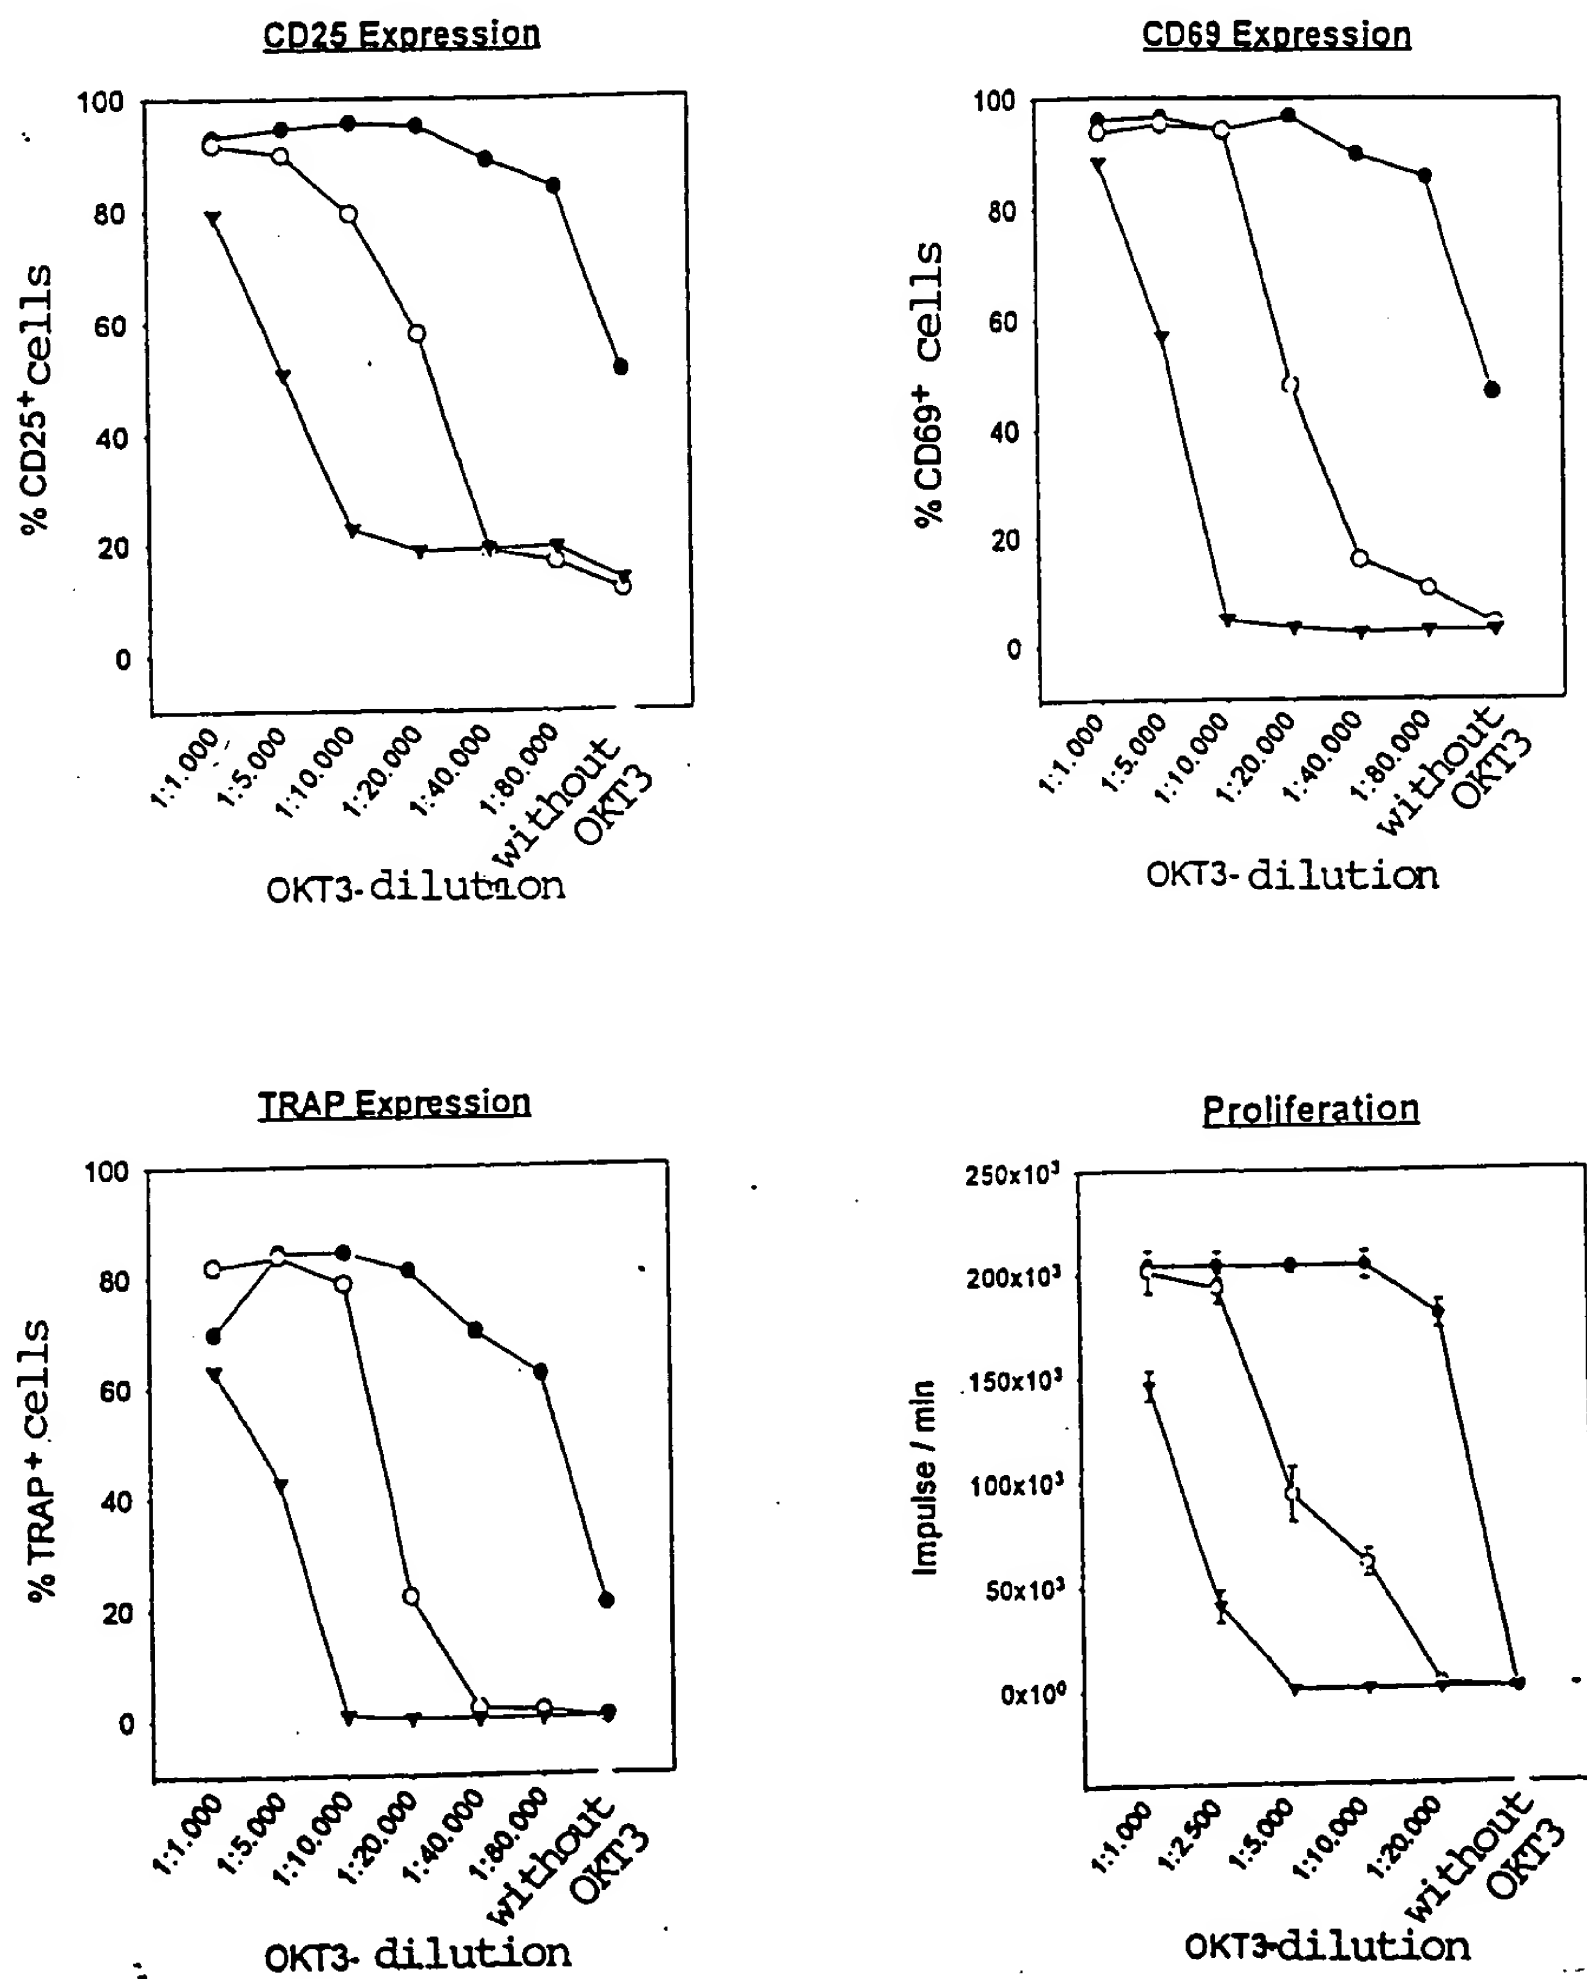 CD25 Expression
100
80
60
40
20
0
% CD25+ cells
1:1.000
1:5.000
1:10.000
1:20.000
1:40.000
1:80.000
without
OKT3
OKT3-dilution
CD69 Expression
100
80
60
40
20
0
% CD69+ cells
1:1.000
1:5.000
1:10.000
1:20.000
1:40.000
1:80.000
without
OKT3
OKT3-dilution
TRAP Expression
100
80
60
40
20
0
% TRAP+ cells
1:1.000
1:5.000
1:10.000
1:20.000
1:40.000
1:80.000
without
OKT3
OKT3- dilution
Proliferation
250x10³
200x10³
150x10³
100x10³
50x10³
0x10⁰
Impulse / min
1:1.000
1:2.500
1:5.000
1:10.000
1:20.000
without
OKT3
OKT3-dilution